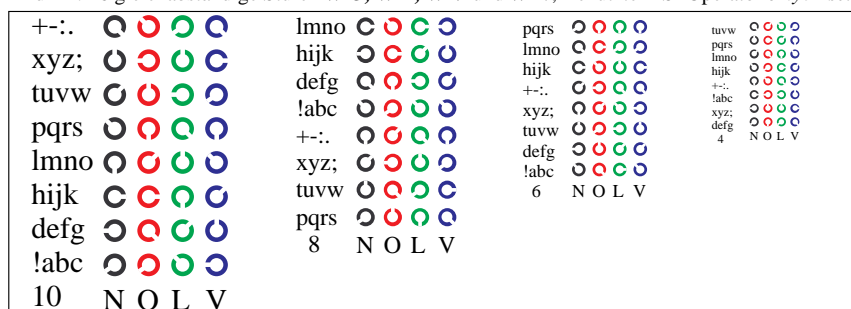 +-:.
xyz;
tuvw
pqrs
lmno
hijk
defg
!abc
10 N O L V
lmno
hijk
defg
!abc
+-:.
xyz;
tuvw
pqrs
8 N O L V
pqrs
lmno
hijk
+-:.
xyz;
tuvw
defg
!abc
6 N O L V
tuvw
pqrs
lmno
hijk
+-:.
!abc
xyz;
defg
4 N O L V